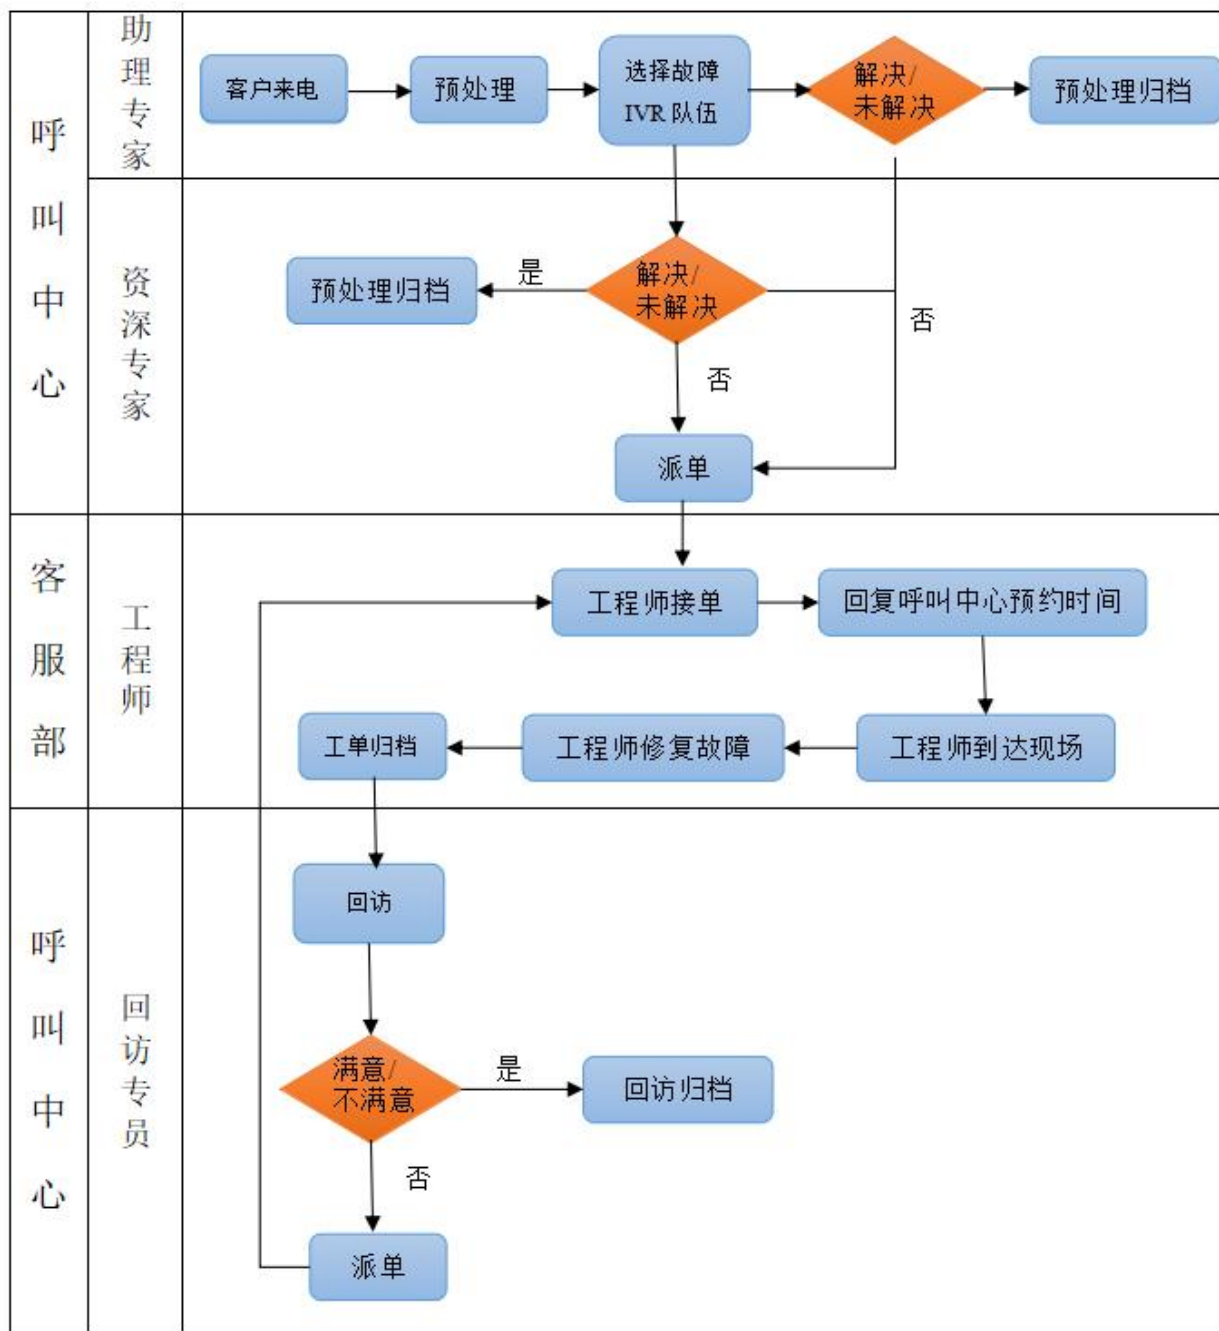 呼叫中心
助理专家
客户来电
预处理
选择故障
IVR 队伍
解决/
未解决
预处理归档
资深专家
预处理归档
是
解决/
未解决
否
否
派单
客服部
工程师
工程师接单
回复呼叫中心预约时间
工单归档
工程师修复故障
工程师到达现场
呼叫中心
回访专员
回访
满意/
不满意
是
回访归档
否
派单